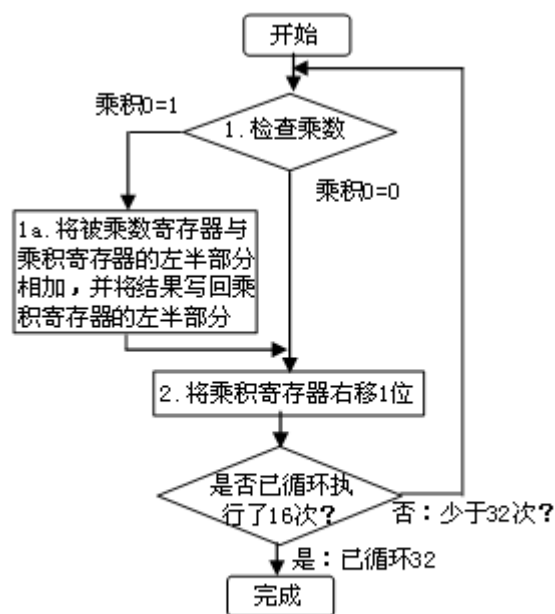 开始
乘积0=1
1.检查乘数
乘积0=0
1a.将被乘数寄存器与
乘积寄存器的左半部分
相加，并将结果写回乘
积寄存器的左半部分
2.将乘积寄存器右移1位
是否已循环执
行了16次？
否：少于32次？
是：已循环32
完成